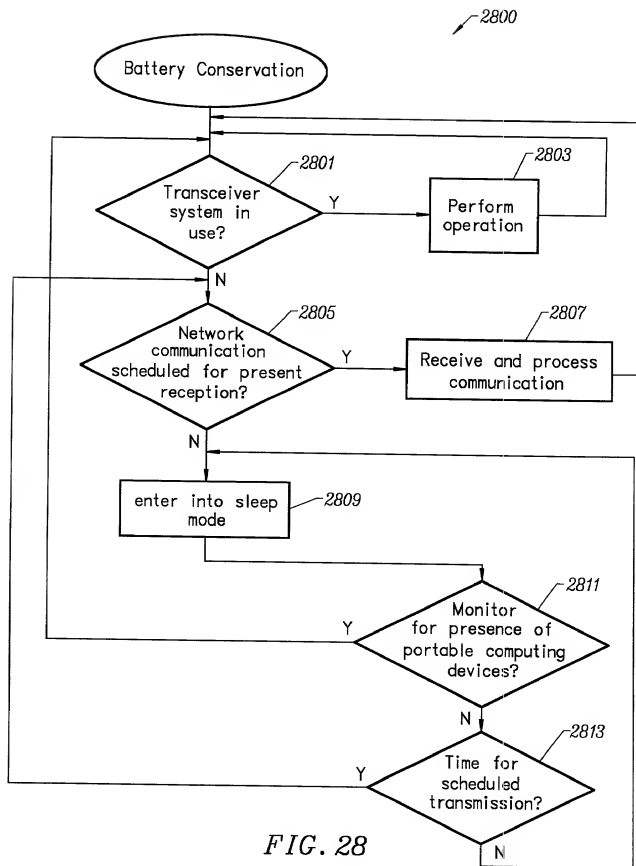 2800
Battery Conservation
2801
Transceiver
system in
use?
Y
2803
Perform
operation
N
2805
Network
communication
scheduled for present
reception?
Y
2807
Receive and process
communication
N
enter into sleep
mode
2809
2811
Monitor
for presence of
portable computing
devices?
Y
N
2813
Time for
scheduled
transmission?
Y
N
FIG. 28